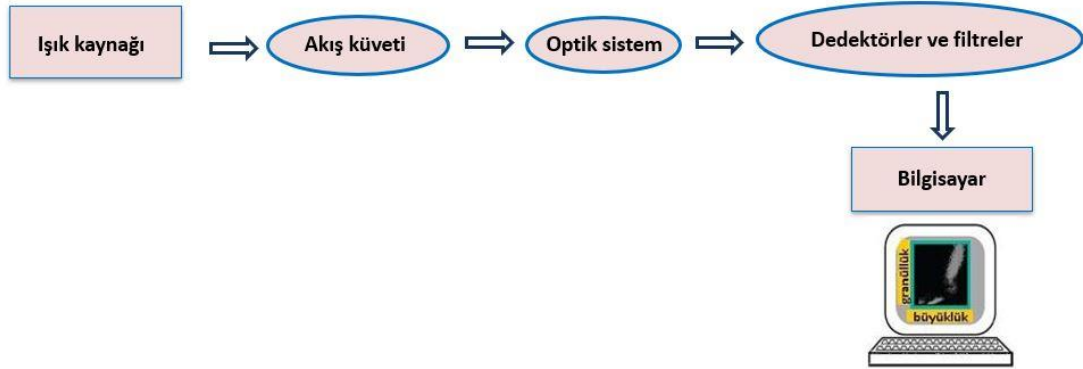 Işık kaynağı
Akış küveti
Optik sistem
Dedektörler ve filtreler
Bilgisayar
granüllük
büyüklük